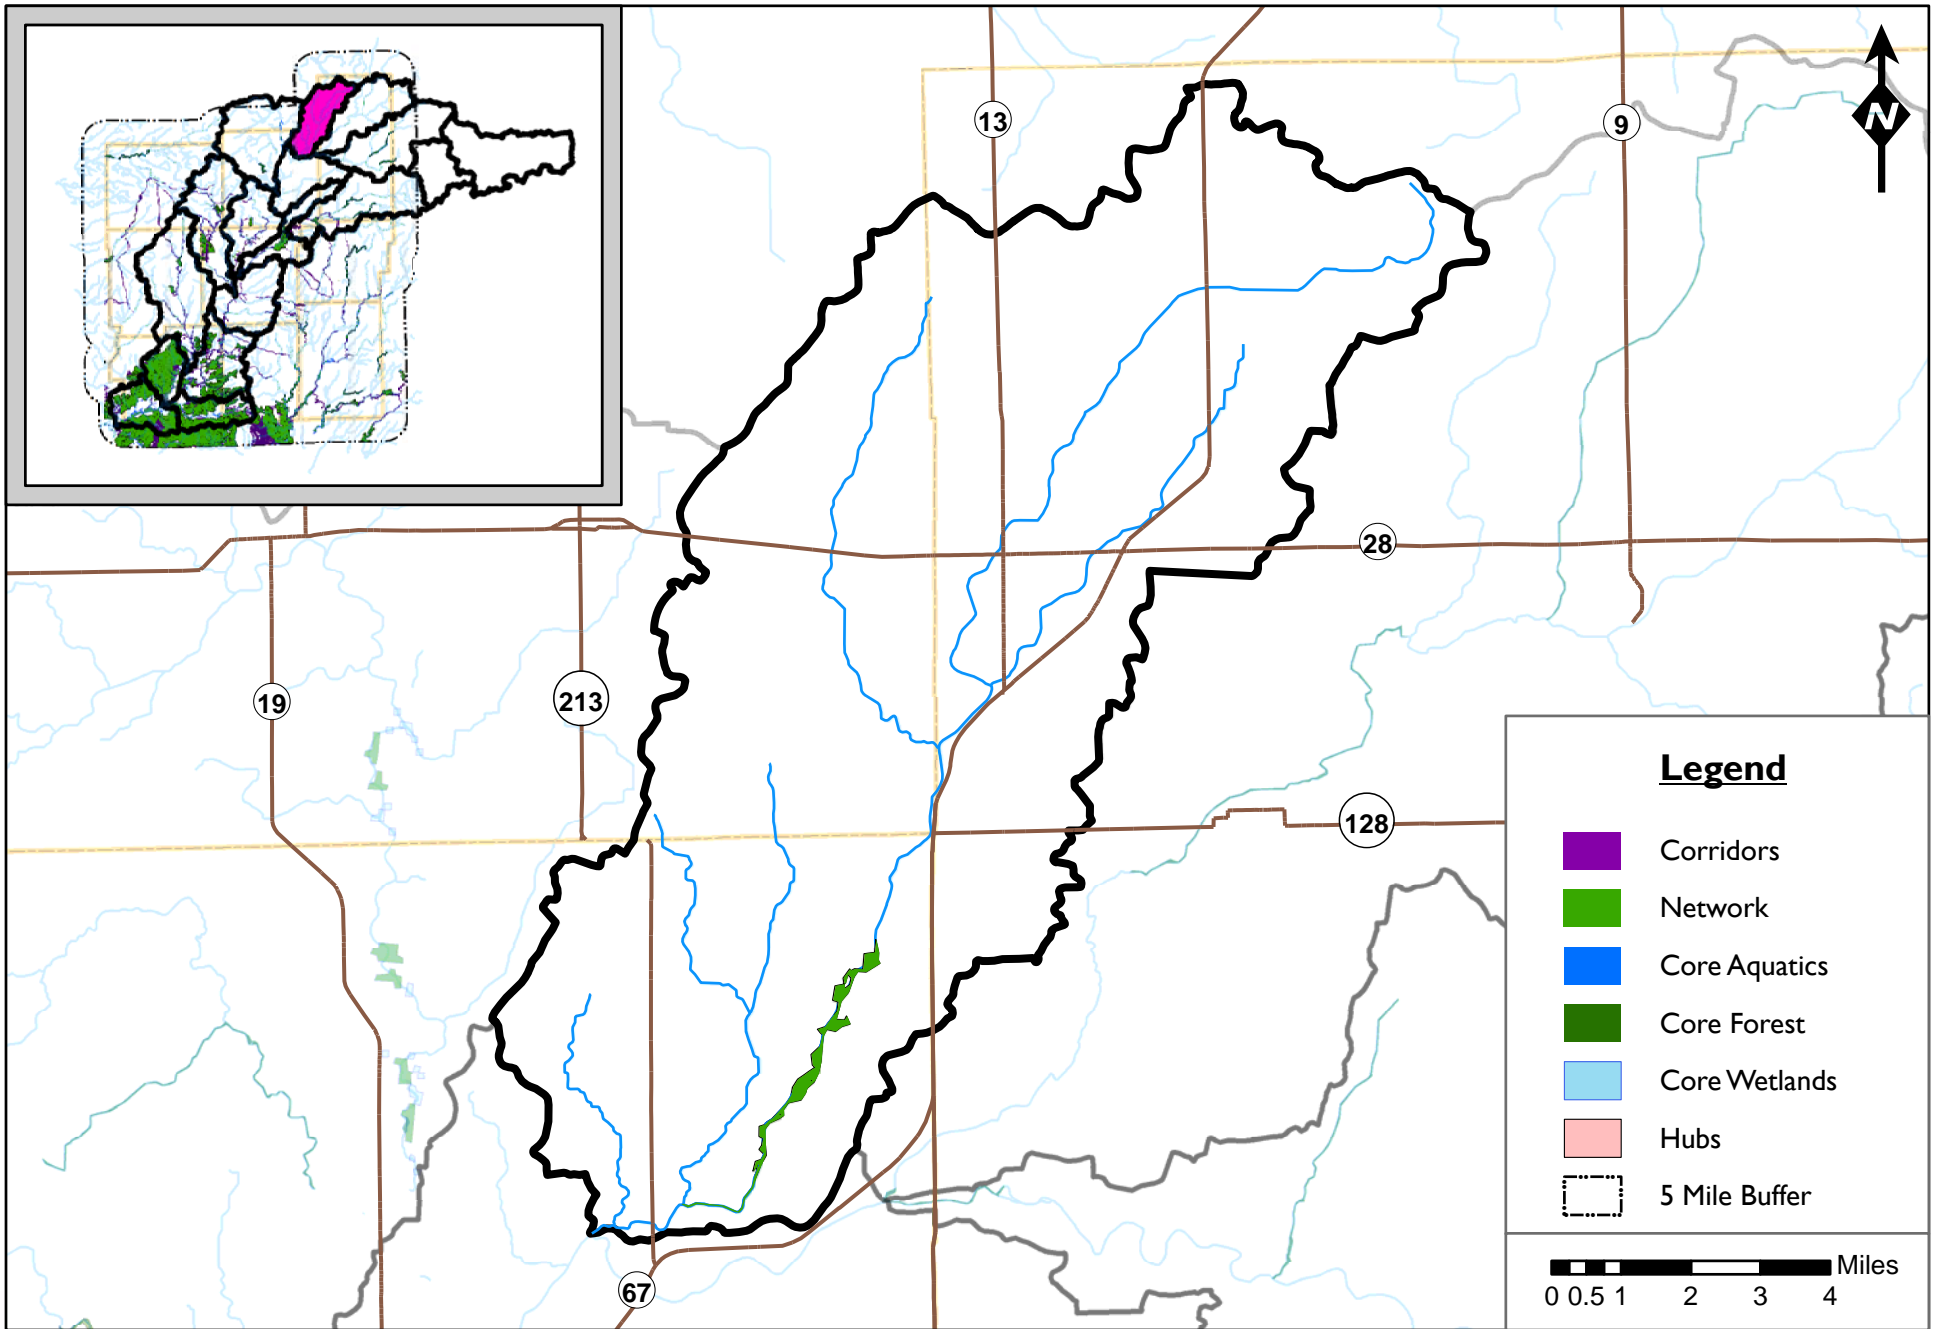 N
13
9
28
19
213
128
67
Legend
Corridors
Network
Core Aquatics
Core Forest
Core Wetlands
Hubs
5 Mile Buffer
Miles
0 0.5 1 2 3 4